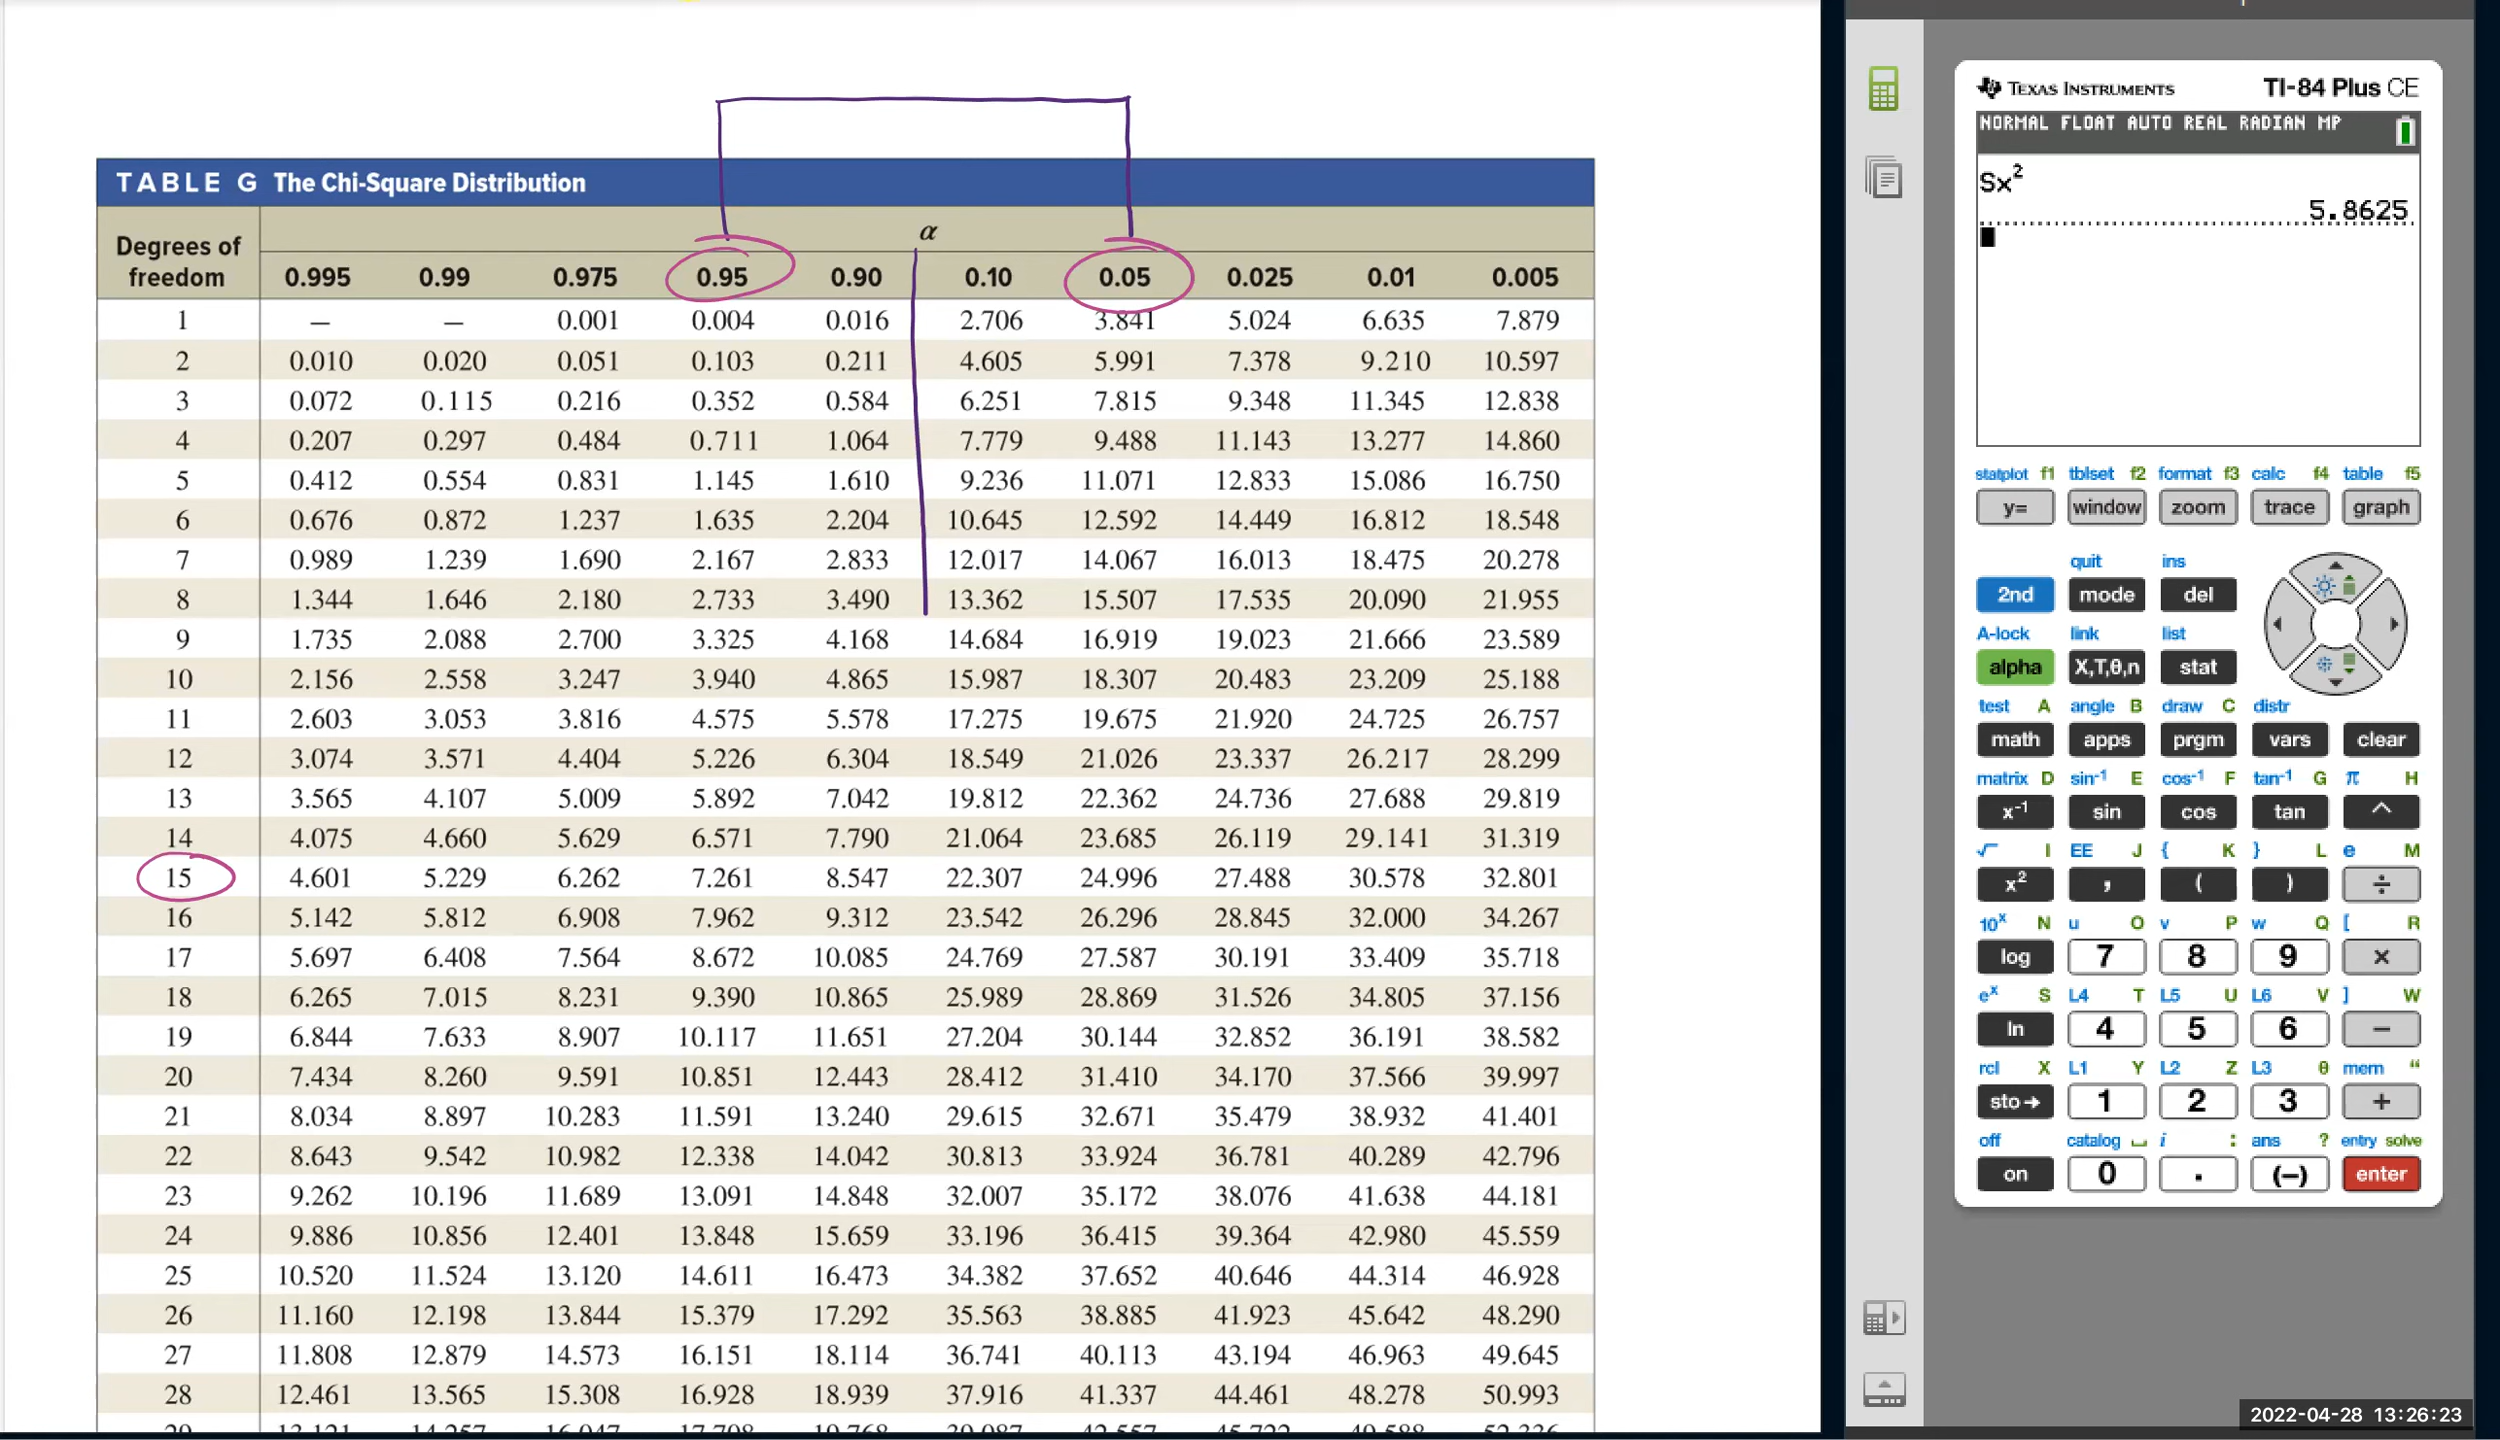 TABLE G The Chi-Square Distribution
α
Degrees of freedom 0.995 0.99 0.975 0.95 0.90 0.10 0.05 0.025 0.01 0.005
1 — — 0.001 0.004 0.016 2.706 3.841 5.024 6.635 7.879
2 0.010 0.020 0.051 0.103 0.211 4.605 5.991 7.378 9.210 10.597
3 0.072 0.115 0.216 0.352 0.584 6.251 7.815 9.348 11.345 12.838
4 0.207 0.297 0.484 0.711 1.064 7.779 9.488 11.143 13.277 14.860
5 0.412 0.554 0.831 1.145 1.610 9.236 11.071 12.833 15.086 16.750
6 0.676 0.872 1.237 1.635 2.204 10.645 12.592 14.449 16.812 18.548
7 0.989 1.239 1.690 2.167 2.833 12.017 14.067 16.013 18.475 20.278
8 1.344 1.646 2.180 2.733 3.490 13.362 15.507 17.535 20.090 21.955
9 1.735 2.088 2.700 3.325 4.168 14.684 16.919 19.023 21.666 23.589
10 2.156 2.558 3.247 3.940 4.865 15.987 18.307 20.483 23.209 25.188
11 2.603 3.053 3.816 4.575 5.578 17.275 19.675 21.920 24.725 26.757
12 3.074 3.571 4.404 5.226 6.304 18.549 21.026 23.337 26.217 28.299
13 3.565 4.107 5.009 5.892 7.042 19.812 22.362 24.736 27.688 29.819
14 4.075 4.660 5.629 6.571 7.790 21.064 23.685 26.119 29.141 31.319
15 4.601 5.229 6.262 7.261 8.547 22.307 24.996 27.488 30.578 32.801
16 5.142 5.812 6.908 7.962 9.312 23.542 26.296 28.845 32.000 34.267
17 5.697 6.408 7.564 8.672 10.085 24.769 27.587 30.191 33.409 35.718
18 6.265 7.015 8.231 9.390 10.865 25.989 28.869 31.526 34.805 37.156
19 6.844 7.633 8.907 10.117 11.651 27.204 30.144 32.852 36.191 38.582
20 7.434 8.260 9.591 10.851 12.443 28.412 31.410 34.170 37.566 39.997
21 8.034 8.897 10.283 11.591 13.240 29.615 32.671 35.479 38.932 41.401
22 8.643 9.542 10.982 12.338 14.042 30.813 33.924 36.781 40.289 42.796
23 9.262 10.196 11.689 13.091 14.848 32.007 35.172 38.076 41.638 44.181
24 9.886 10.856 12.401 13.848 15.659 33.196 36.415 39.364 42.980 45.559
25 10.520 11.524 13.120 14.611 16.473 34.382 37.652 40.646 44.314 46.928
26 11.160 12.198 13.844 15.379 17.292 35.563 38.885 41.923 45.642 48.290
27 11.808 12.879 14.573 16.151 18.114 36.741 40.113 43.194 46.963 49.645
28 12.461 13.565 15.308 16.928 18.939 37.916 41.337 44.461 48.278 50.993
TEXAS INSTRUMENTS TI-84 Plus CE
NORMAL FLOAT AUTO REAL RADIAN MP
Sx²
5.8625
statplot f1 tblset f2 format f3 calc f4 table f5
y= window zoom trace graph
quit ins
2nd mode del
A-lock link list
alpha X,T,θ,n stat
test A angle B draw C distr
math apps prgm vars clear
matrix D sin⁻¹ E cos⁻¹ F tan⁻¹ G π H
x⁻¹ sin cos tan ^
√ I EE J { K } L e M
x² , ( ) ÷
10ˣ N u O v P w Q [ R
log 7 8 9 ×
eˣ S L4 T L5 U L6 V ] W
ln 4 5 6 −
rcl X L1 Y L2 Z L3 θ mem "
sto→ 1 2 3 +
off catalog ⎵ i : ans ? entry solve
on 0 . (−) enter
2022-04-28 13:26:23